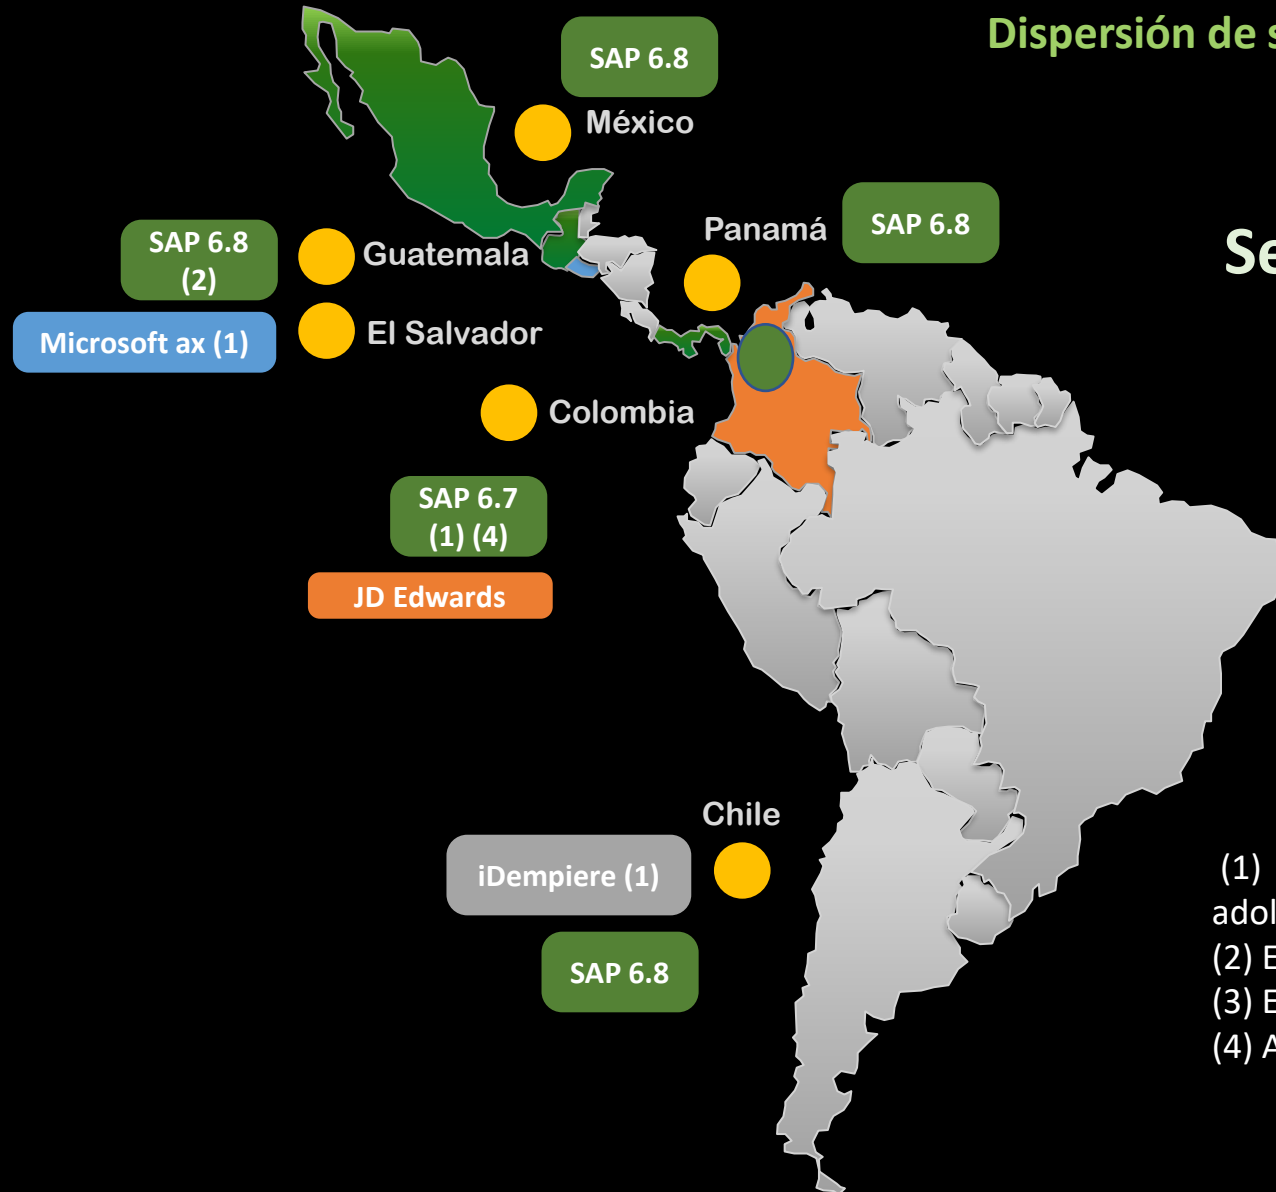 Dispersión de
SAP 6.8
México
Panamá
SAP 6.8
SAP 6.8
(2)
Guatemala
Microsoft ax (1)
El Salvador
Colombia
SAP 6.7
(1) (4)
JD Edwards
Chile
iDempiere (1)
SAP 6.8
(1)
(2)
(3)
(4)